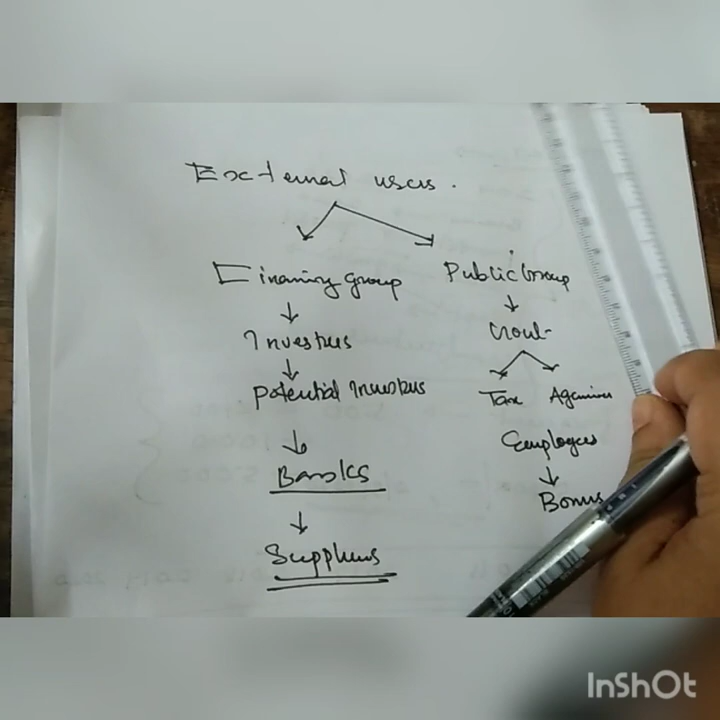 External users.
Financing group
Public Group
Investors
Govt
Potential Investors
Tax Agencies
Employees
Banks
Bonus
Suppliers
InShOt